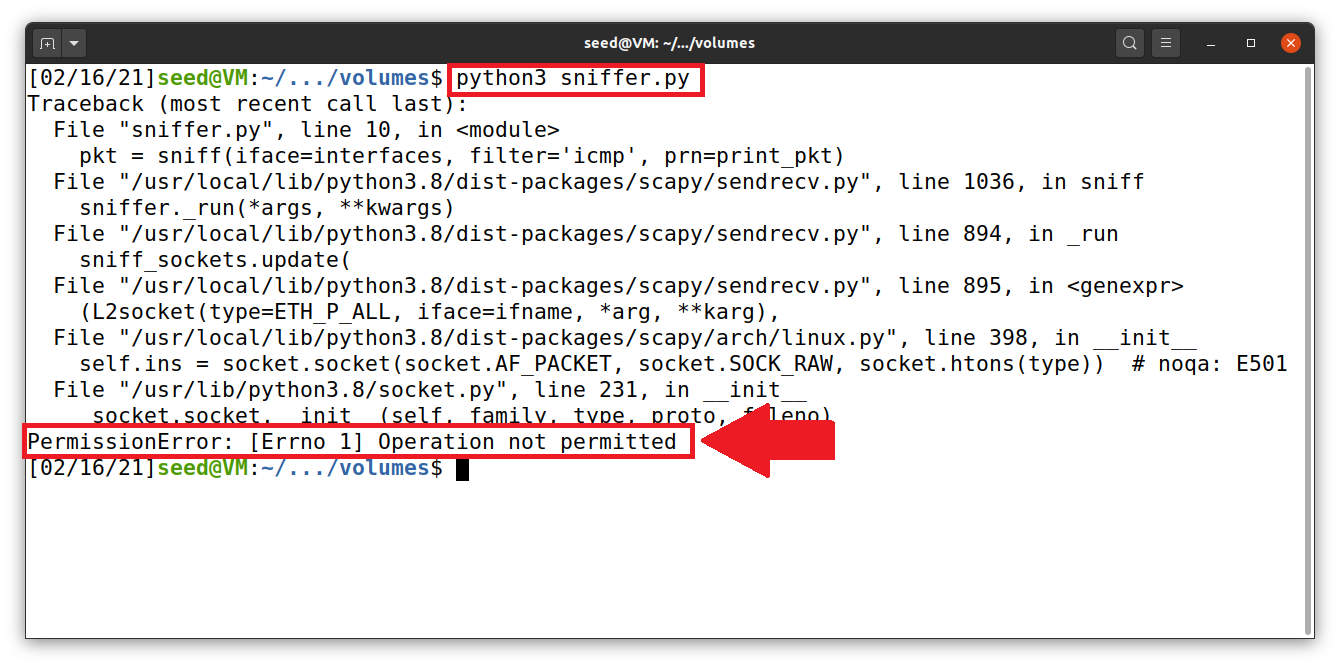 seed@VM: ~/.../volumes
[02/16/21]seed@VM:~/.../volumes$ python3 sniffer.py
Traceback (most recent call last):
  File "sniffer.py", line 10, in <module>
    pkt = sniff(iface=interfaces, filter='icmp', prn=print_pkt)
  File "/usr/local/lib/python3.8/dist-packages/scapy/sendrecv.py", line 1036, in sniff
    sniffer._run(*args, **kwargs)
  File "/usr/local/lib/python3.8/dist-packages/scapy/sendrecv.py", line 894, in _run
    sniff_sockets.update(
  File "/usr/local/lib/python3.8/dist-packages/scapy/sendrecv.py", line 895, in <genexpr>
    (L2socket(type=ETH_P_ALL, iface=ifname, *arg, **karg),
  File "/usr/local/lib/python3.8/dist-packages/scapy/arch/linux.py", line 398, in __init__
    self.ins = socket.socket(socket.AF_PACKET, socket.SOCK_RAW, socket.htons(type))  # noqa: E501
  File "/usr/lib/python3.8/socket.py", line 231, in __init__
    _socket.socket.__init__(self, family, type, proto, fileno)
PermissionError: [Errno 1] Operation not permitted
[02/16/21]seed@VM:~/.../volumes$